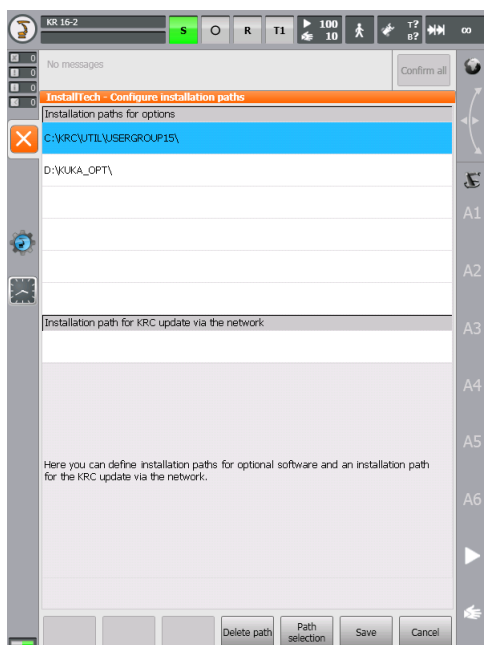 KR 16-2
S
O
R
T1
100
10
T?
B?
∞
0
0
0
0
No messages
Confirm all
InstallTech - Configure installation paths
Installation paths for options
C:\KRC\UTIL\USERGROUP15\
D:\KUKA_OPT\
Installation path for KRC update via the network
Here you can define installation paths for optional software and an installation path
for the KRC update via the network.
A1
A2
A3
A4
A5
A6
Delete path
Path
selection
Save
Cancel